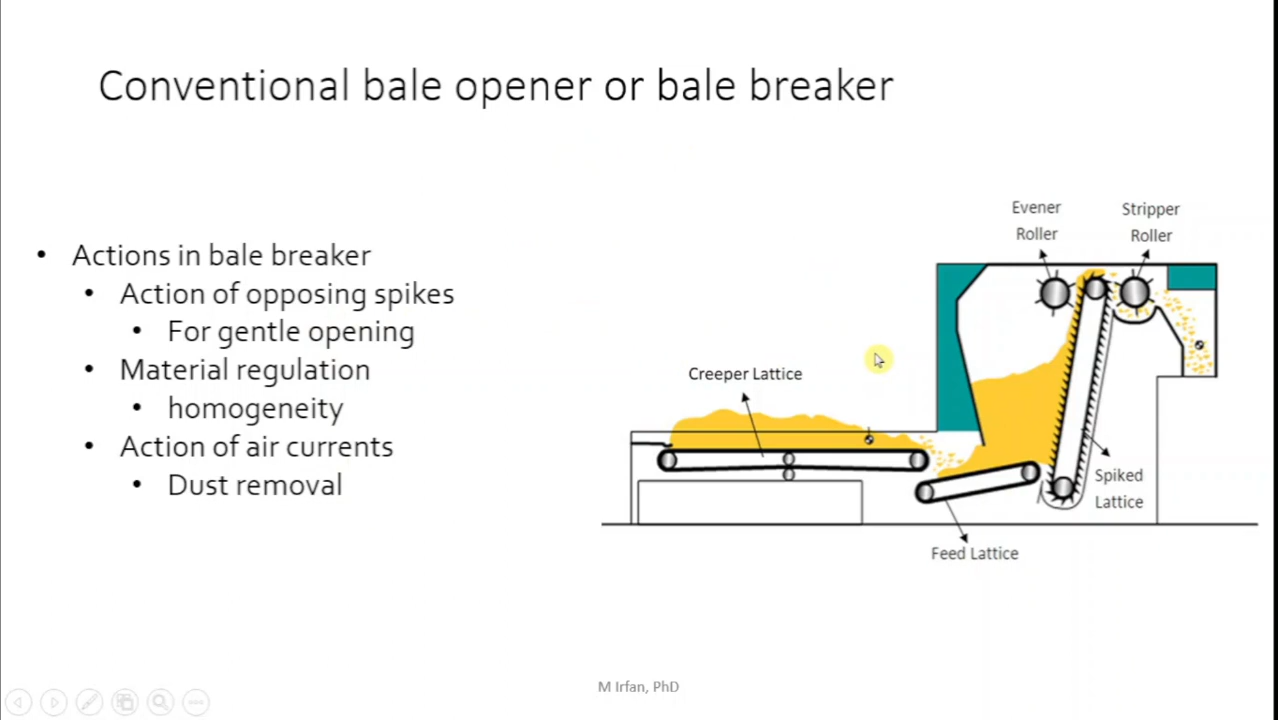 Conventional bale opener or bale breaker
• Actions in bale breaker
• Action of opposing spikes
• For gentle opening
• Material regulation
• homogeneity
• Action of air currents
• Dust removal
Evener
Roller
Stripper
Roller
Creeper Lattice
Spiked
Lattice
Feed Lattice
M Irfan, PhD